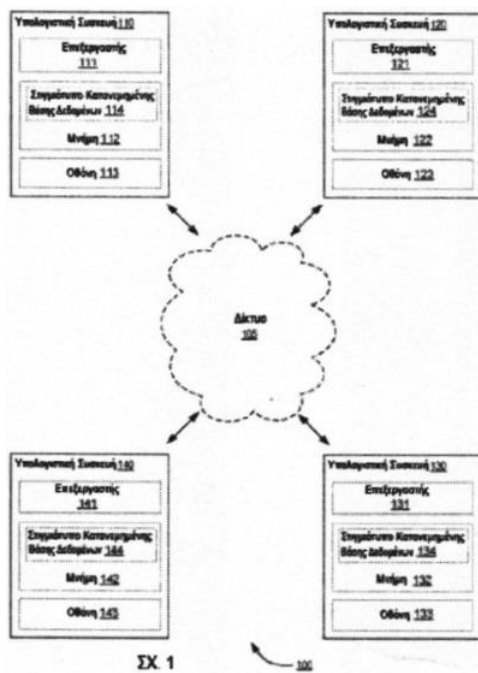 Υπολογιστική Συσκευή 110
Επεξεργαστής
111
Στιγμιότυπο Κατανεμημένης
Βάσης Δεδομένων 114
Μνήμη 112
Οθόνη 113
Υπολογιστική Συσκευή 120
Επεξεργαστής
121
Στιγμιότυπο Κατανεμημένης
Βάσης Δεδομένων 124
Μνήμη 122
Οθόνη 123
Δίκτυο
105
Υπολογιστική Συσκευή 140
Επεξεργαστής
141
Στιγμιότυπο Κατανεμημένης
Βάσης Δεδομένων 144
Μνήμη 142
Οθόνη 143
Υπολογιστική Συσκευή 130
Επεξεργαστής
131
Στιγμιότυπο Κατανεμημένης
Βάσης Δεδομένων 134
Μνήμη 132
Οθόνη 133
ΣΧ. 1
100